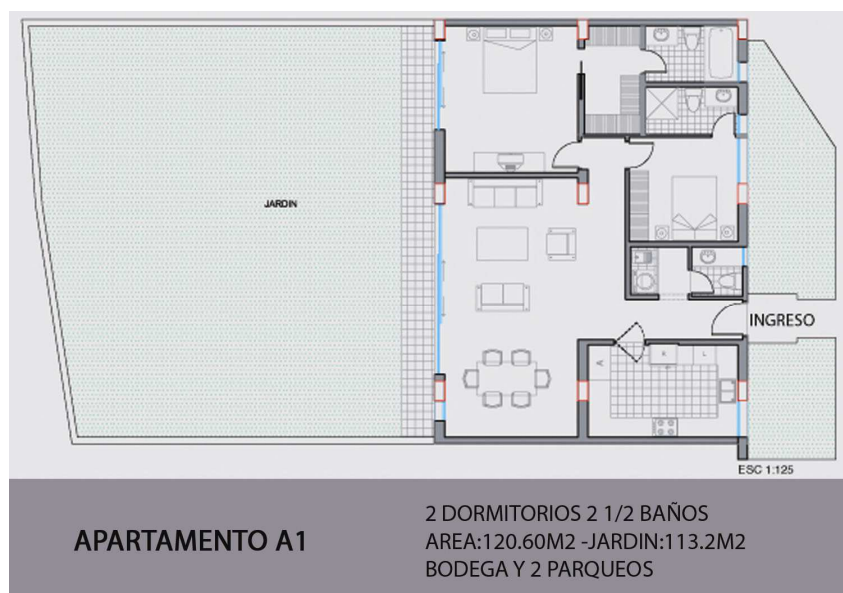 JARDIN
INGRESO
A
R
L
ESC 1:125
APARTAMENTO A1
2 DORMITORIOS 2 1/2 BAÑOS
AREA:120.60M2 -JARDIN:113.2M2
BODEGA Y 2 PARQUEOS